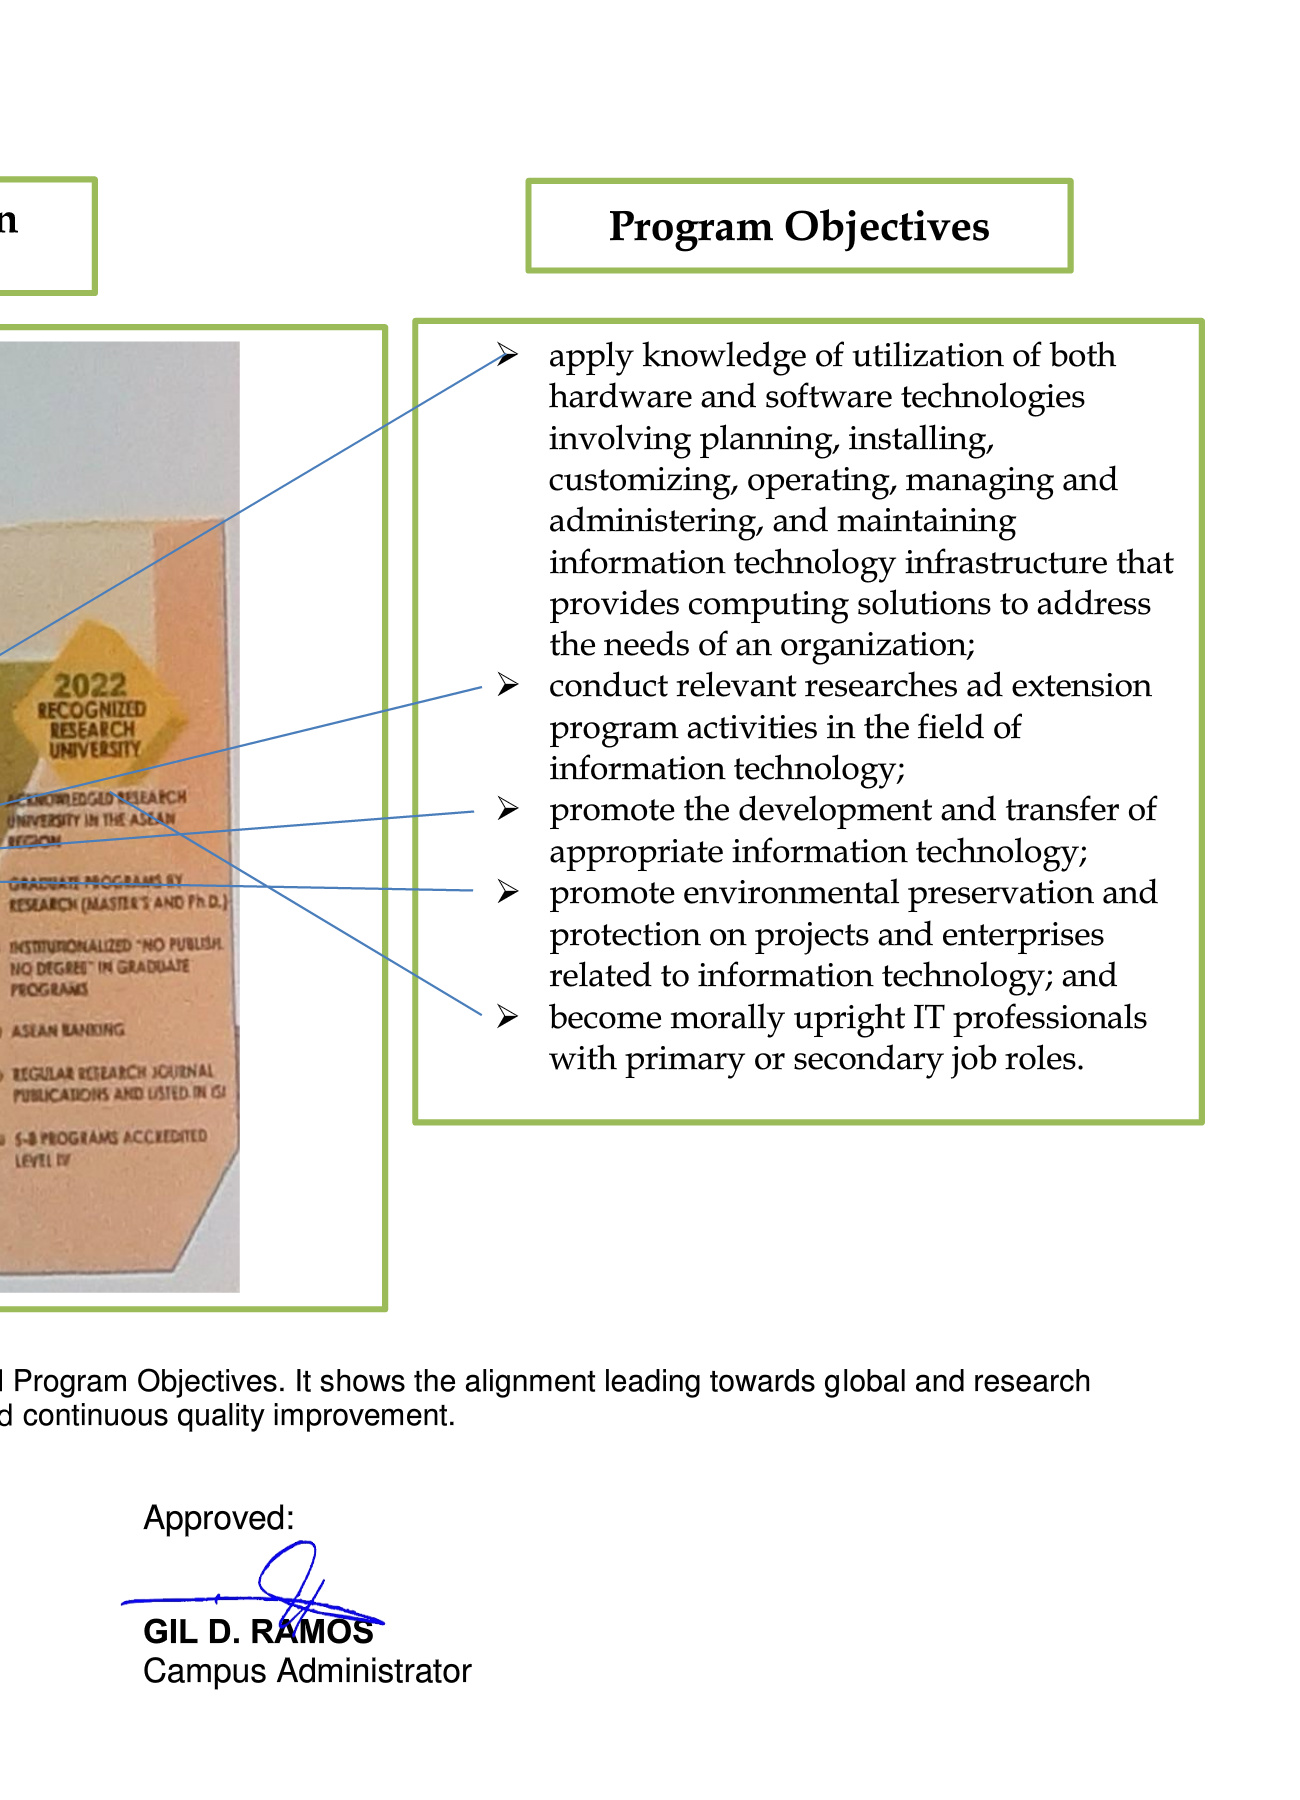 n
Program Objectives
2022
RECOGNIZED
RESEARCH
UNIVERSITY
ACKNOWLEDGED RESEARCH
UNIVERSITY IN THE ASEAN
REGION
GRADUATE PROGRAMS BY
RESEARCH (MASTER'S AND Ph.D.)
INSTITUTIONALIZED "NO PUBLISH,
NO DEGREE" IN GRADUATE
PROGRAMS
ASEAN RANKING
REGULAR RESEARCH JOURNAL
PUBLICATIONS AND LISTED IN ISI
5-8 PROGRAMS ACCREDITED
LEVEL IV
➢ apply knowledge of utilization of both
hardware and software technologies
involving planning, installing,
customizing, operating, managing and
administering, and maintaining
information technology infrastructure that
provides computing solutions to address
the needs of an organization;
➢ conduct relevant researches ad extension
program activities in the field of
information technology;
➢ promote the development and transfer of
appropriate information technology;
➢ promote environmental preservation and
protection on projects and enterprises
related to information technology; and
➢ become morally upright IT professionals
with primary or secondary job roles.
Program Objectives. It shows the alignment leading towards global and research
d continuous quality improvement.
Approved:
GIL D. RAMOS
Campus Administrator